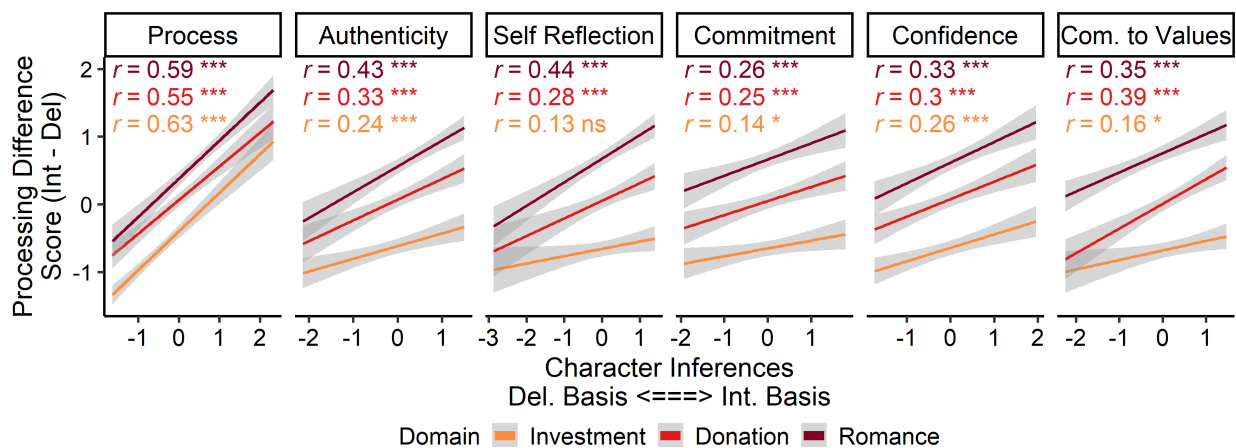 Process Authenticity Self Reflection Commitment Confidence Com. to Values
r = 0.59 *** r = 0.43 *** r = 0.44 *** r = 0.26 *** r = 0.33 *** r = 0.35 ***
r = 0.55 *** r = 0.33 *** r = 0.28 *** r = 0.25 *** r = 0.3 *** r = 0.39 ***
r = 0.63 *** r = 0.24 *** r = 0.13 ns r = 0.14 * r = 0.26 *** r = 0.16 *
Processing Difference
Score (Int - Del)
2
1
0
-1
-1 0 1 2 -2 -1 0 1 -3 -2 -1 0 1 -2 -1 0 1 -1 0 1 2 -2 -1 0 1
Character Inferences
Del. Basis <===> Int. Basis
Domain Investment Donation Romance